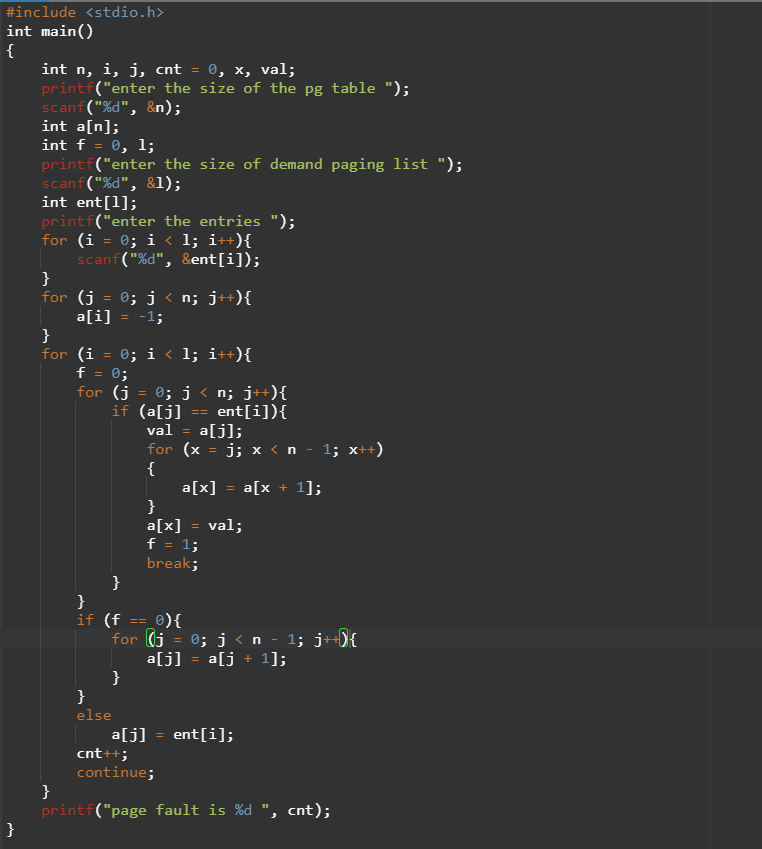 #include <stdio.h>
int main()
{
    int n, i, j, cnt = 0, x, val;
    printf("enter the size of the pg table ");
    scanf("%d", &n);
    int a[n];
    int f = 0, l;
    printf("enter the size of demand paging list ");
    scanf("%d", &l);
    int ent[l];
    printf("enter the entries ");
    for (i = 0; i < l; i++){
        scanf("%d", &ent[i]);
    }
    for (j = 0; j < n; j++){
        a[i] = -1;
    }
    for (i = 0; i < l; i++){
        f = 0;
        for (j = 0; j < n; j++){
            if (a[j] == ent[i]){
                val = a[j];
                for (x = j; x < n - 1; x++)
                {
                    a[x] = a[x + 1];
                }
                a[x] = val;
                f = 1;
                break;
            }
        }
        if (f == 0){
            for (j = 0; j < n - 1; j++){
                a[j] = a[j + 1];
            }
        }
        else
            a[j] = ent[i];
        cnt++;
        continue;
    }
    printf("page fault is %d ", cnt);
}